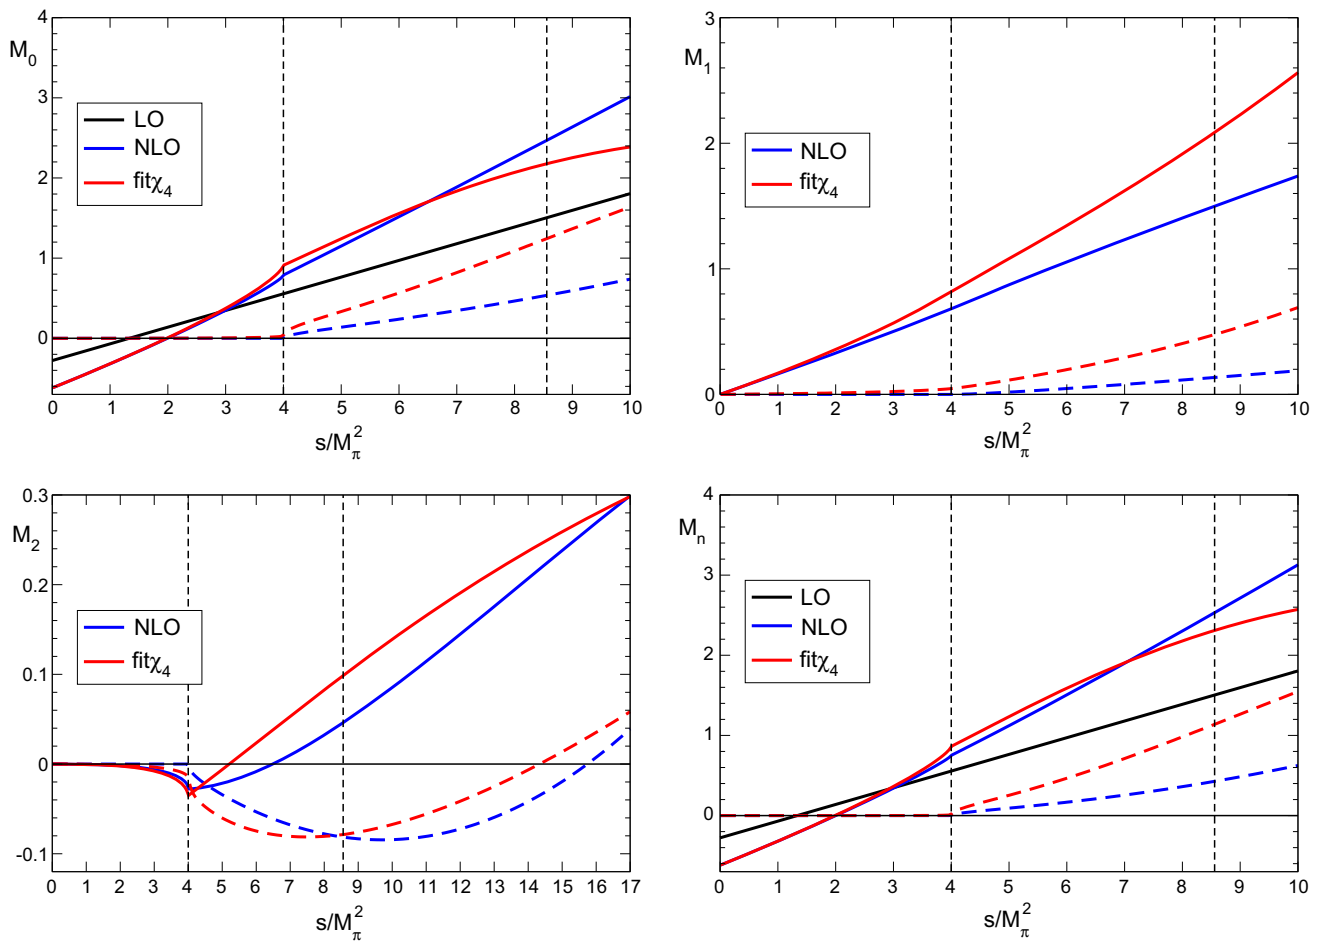 M₀
4
3
2
1
0
LO
NLO
fitχ₄
0 1 2 3 4 5 6 7 8 9 10
s/M²π
M₁
3
2
1
0
NLO
fitχ₄
0 1 2 3 4 5 6 7 8 9 10
s/M²π
M₂
0.3
0.2
0.1
0
-0.1
NLO
fitχ₄
0 1 2 3 4 5 6 7 8 9 10 11 12 13 14 15 16 17
s/M²π
Mₙ
4
3
2
1
0
LO
NLO
fitχ₄
0 1 2 3 4 5 6 7 8 9 10
s/M²π